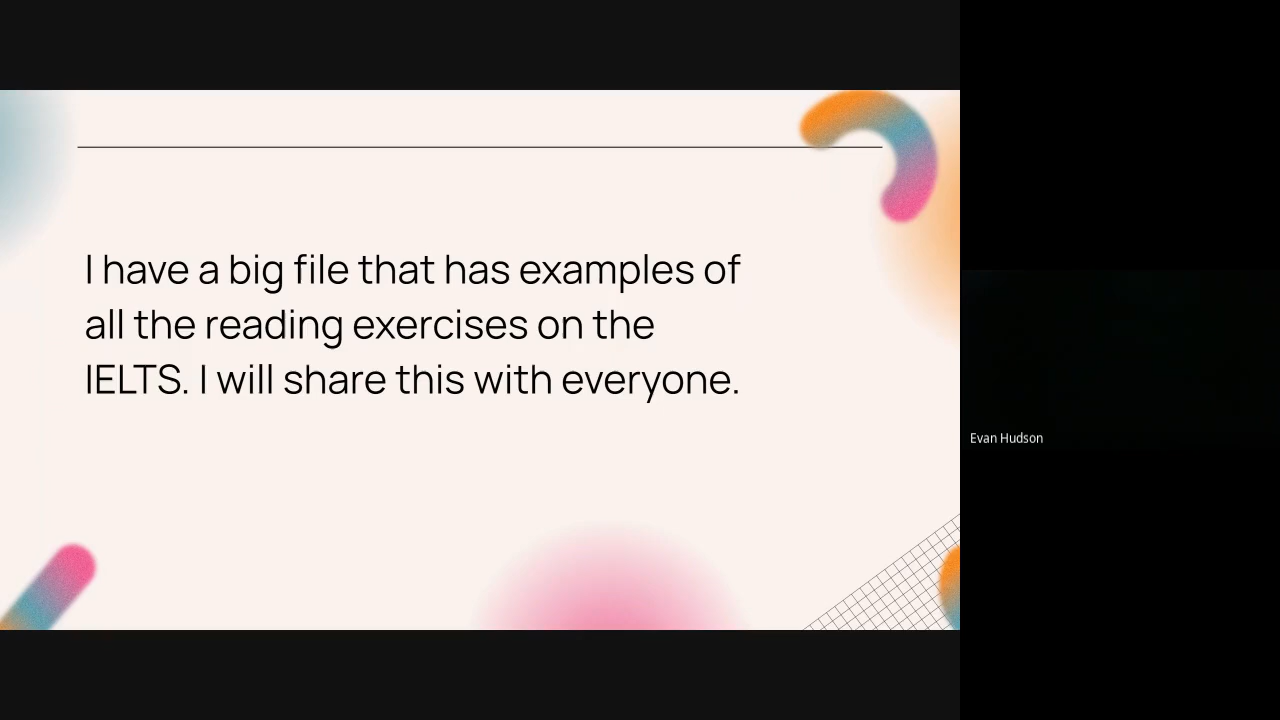 I have a big file that has examples of
all the reading exercises on the
IELTS. I will share this with everyone.
Evan Hudson